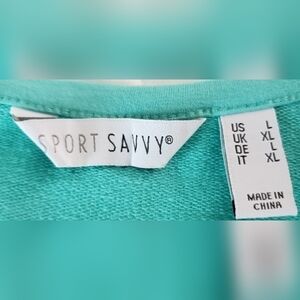 SPORT SAVVY®
US L
UK XL
DE L
IT XL
MADE IN
CHINA